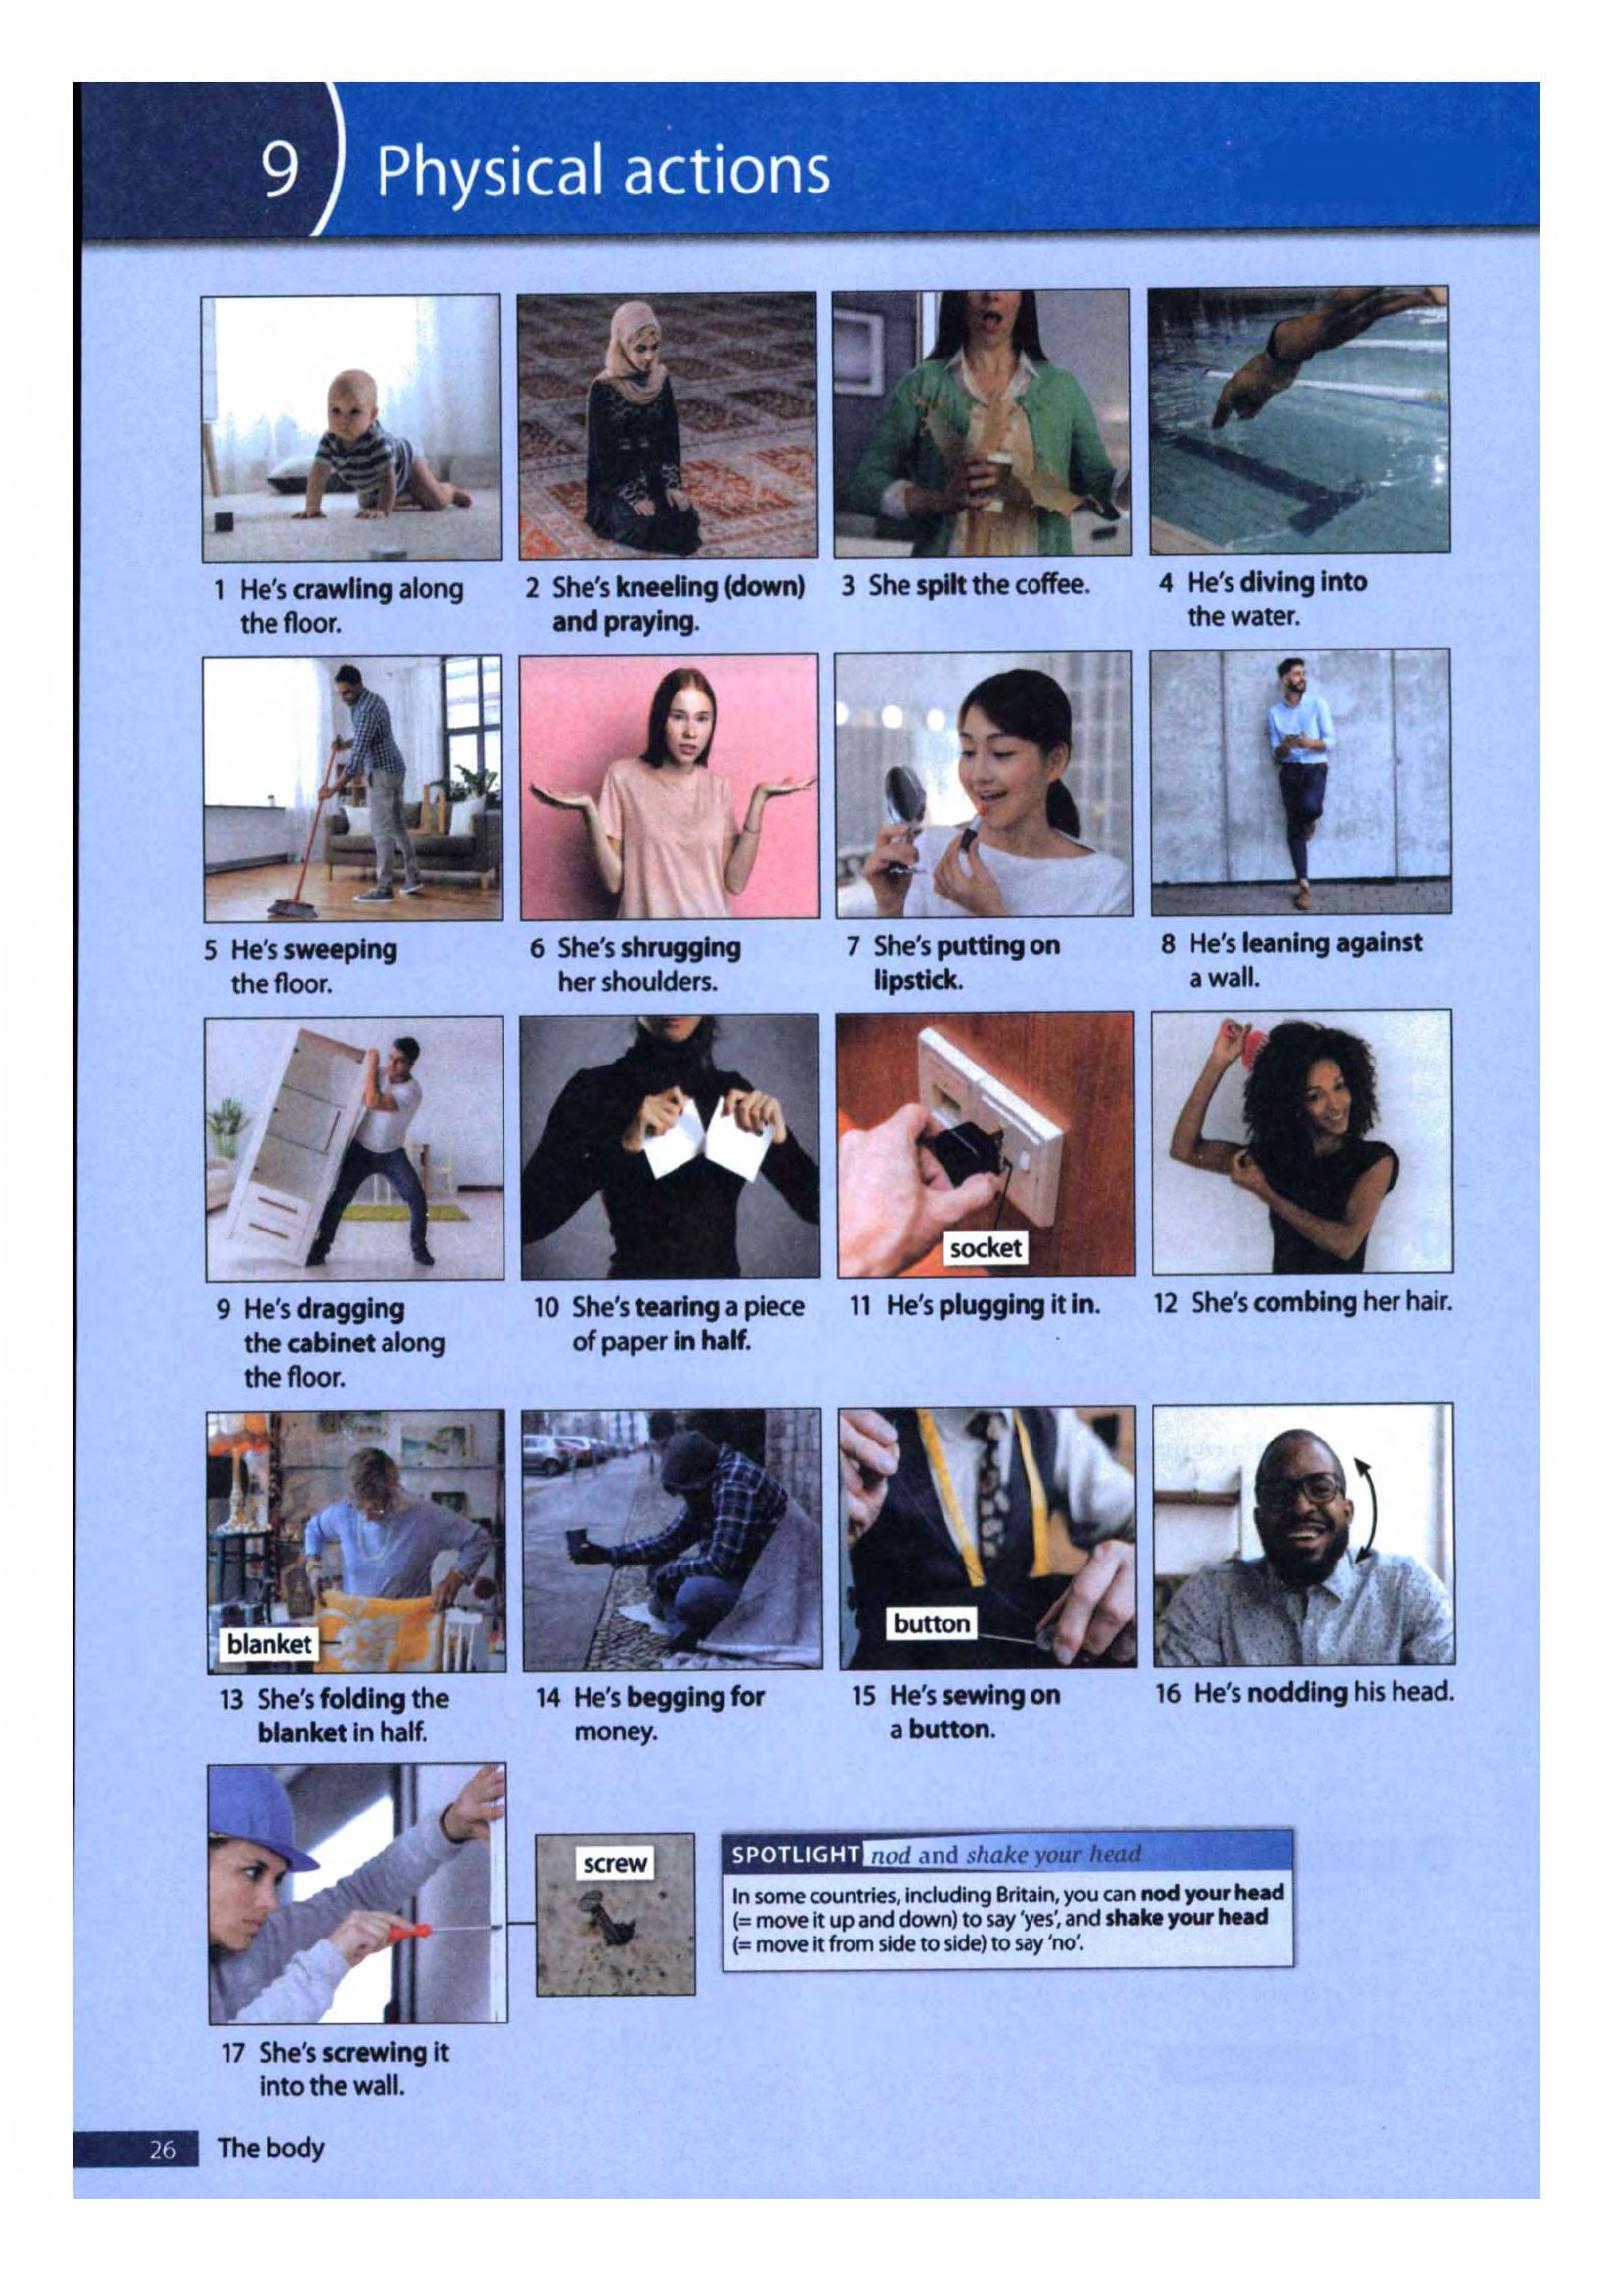 9 Physical actions
1 He's crawling along
the floor.
2 She's kneeling (down)
and praying.
3 She spilt the coffee.
4 He's diving into
the water.
5 He's sweeping
the floor.
6 She's shrugging
her shoulders.
7 She's putting on
lipstick.
8 He's leaning against
a wall.
socket
9 He's dragging
the cabinet along
the floor.
10 She's tearing a piece
of paper in half.
11 He's plugging it in.
12 She's combing her hair.
blanket
button
13 She's folding the
blanket in half.
14 He's begging for
money.
15 He's sewing on
a button.
16 He's nodding his head.
screw
17 She's screwing it
into the wall.
SPOTLIGHT nod and shake your head
In some countries, including Britain, you can nod your head
(= move it up and down) to say 'yes', and shake your head
(= move it from side to side) to say 'no'.
26 The body